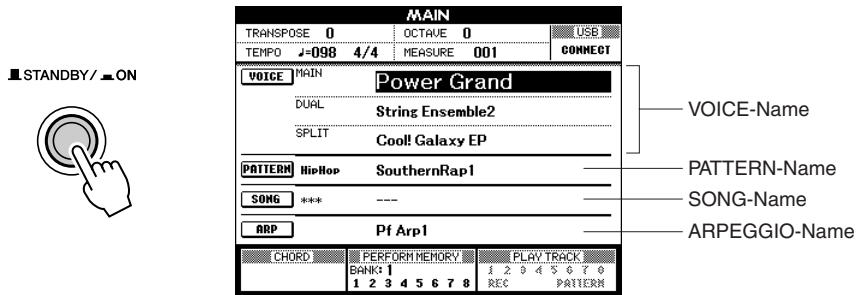 STANDBY/ ON
MAIN
TRANSPOSE 0 OCTAVE 0 USB
TEMPO ♩=098 4/4 MEASURE 001 CONNECT
VOICE MAIN Power Grand
DUAL String Ensemble2
SPLIT Cool! Galaxy EP
VOICE-Name
PATTERN HipHop SouthernRap1 PATTERN-Name
SONG *** --- SONG-Name
ARP Pf Arp1 ARPEGGIO-Name
CHORD PERFORM MEMORY PLAY TRACK
BANK: 1 1 2 3 4 5 6 7 8
1 2 3 4 5 6 7 8 REC PATTERN